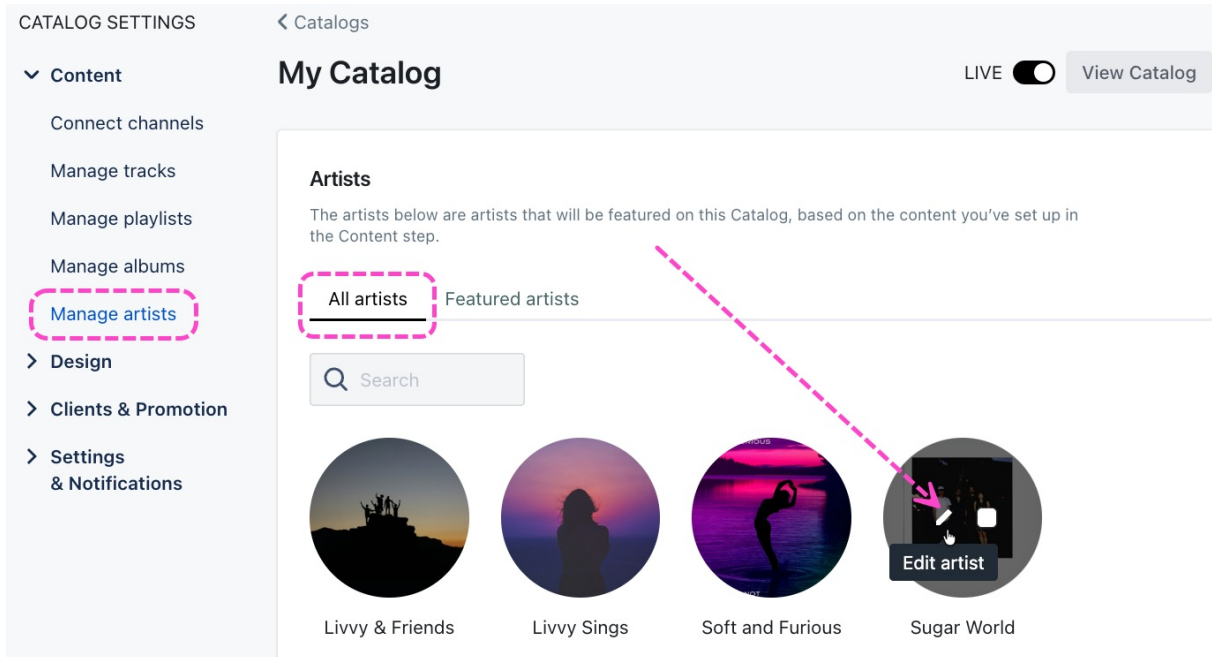 CATALOG SETTINGS
Content
Connect channels
Manage tracks
Manage playlists
Manage albums
Manage artists
Design
Clients & Promotion
Settings
& Notifications
Catalogs
My Catalog
LIVE
View Catalog
Artists
The artists below are artists that will be featured on this Catalog, based on the content you’ve set up in
the Content step.
All artists
Featured artists
Search
Edit artist
Livvy & Friends
Livvy Sings
Soft and Furious
Sugar World